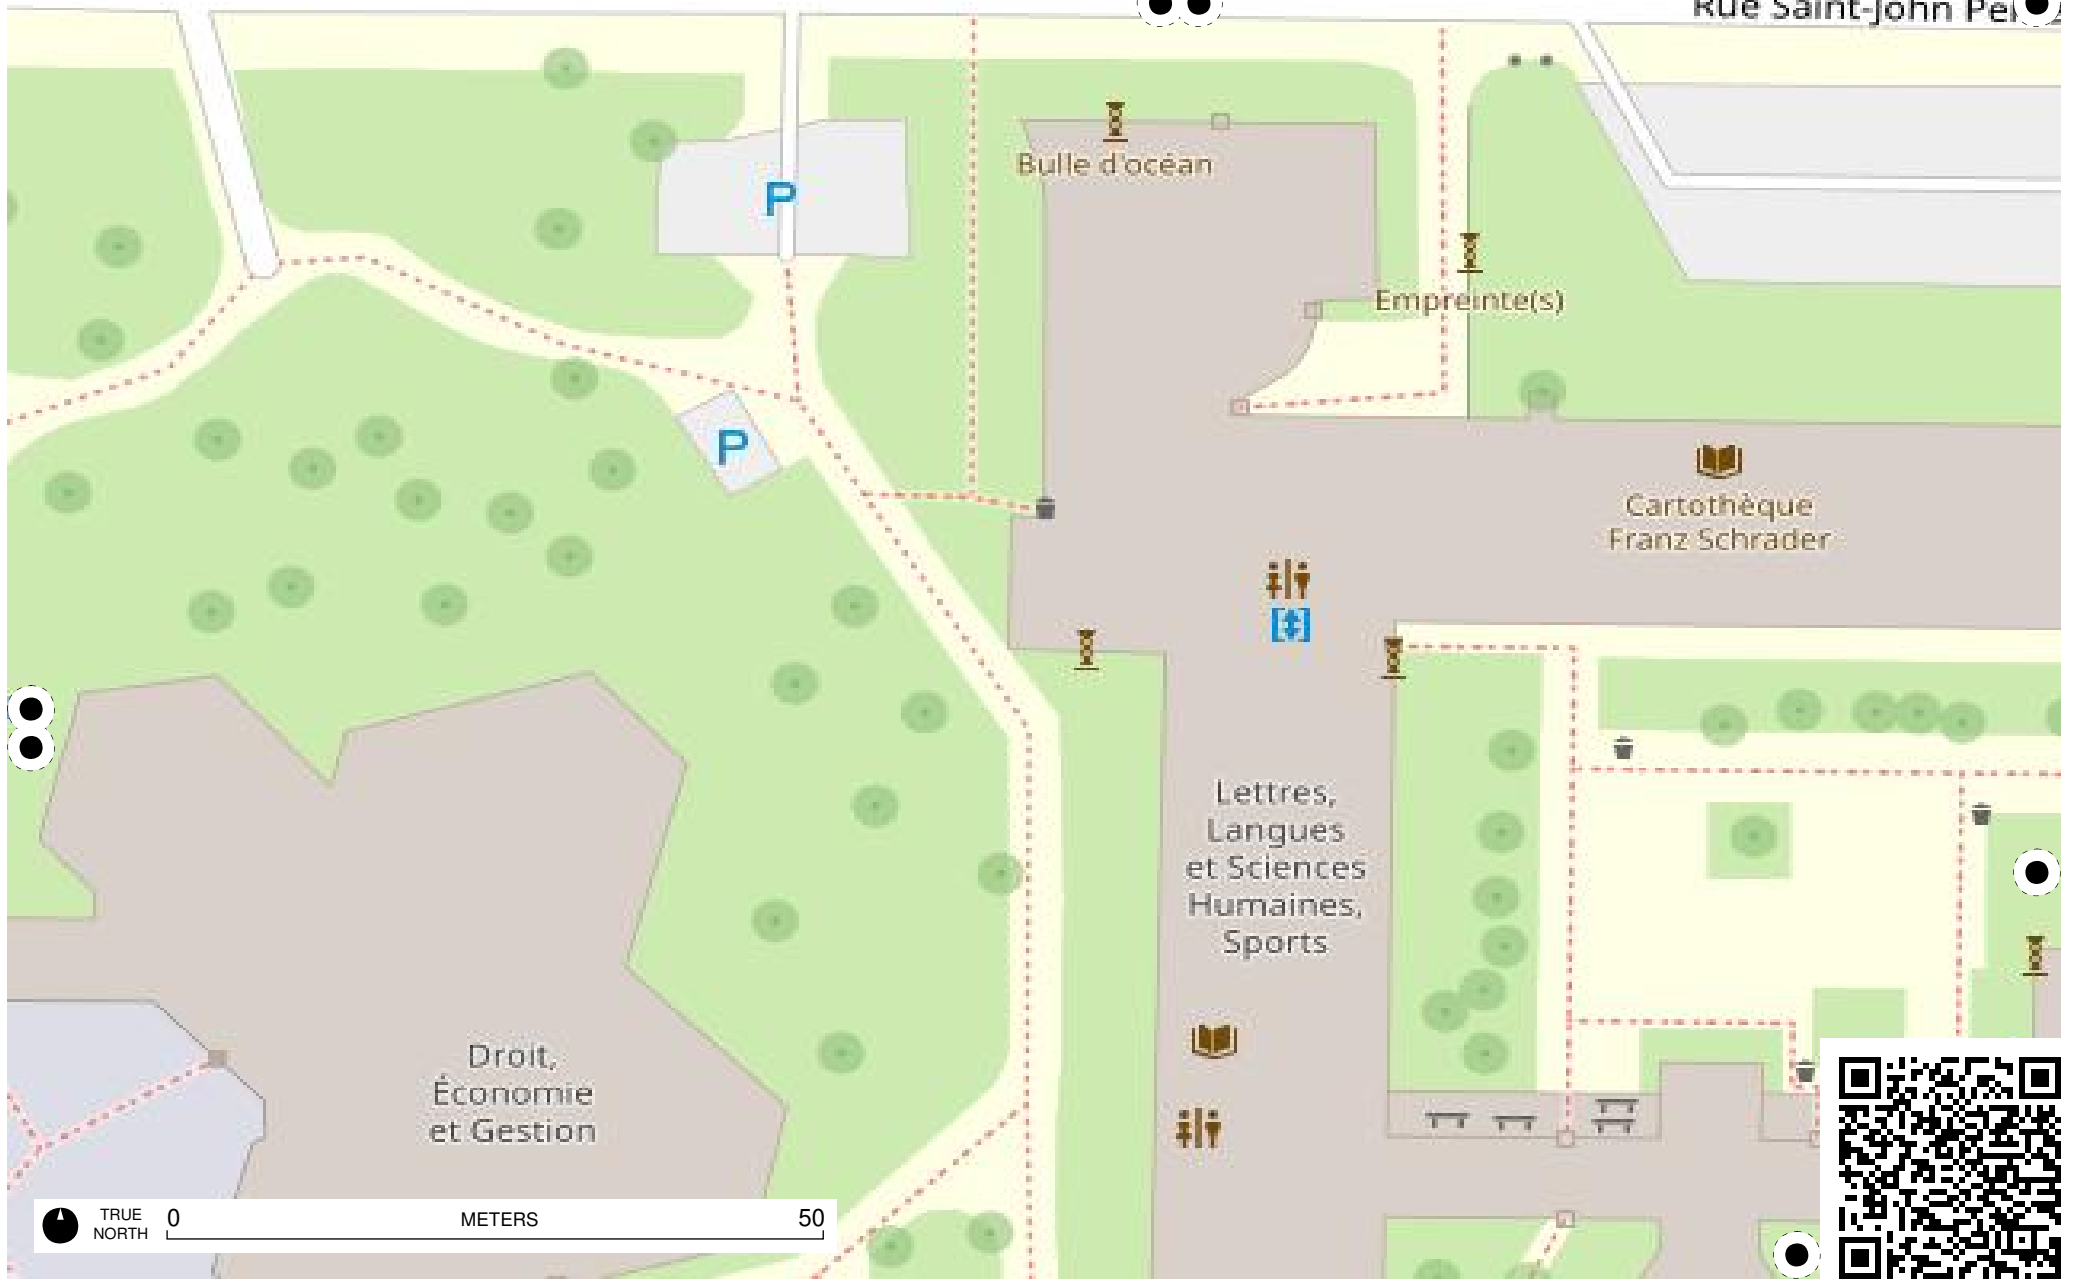 Rue Saint-John Per
P
Bulle d'océan
Empreinte(s)
P
Cartothèque
Franz Schrader
Lettres,
Langues
et Sciences
Humaines,
Sports
Droit,
Économie
et Gestion
TRUE
NORTH
0 METERS 50